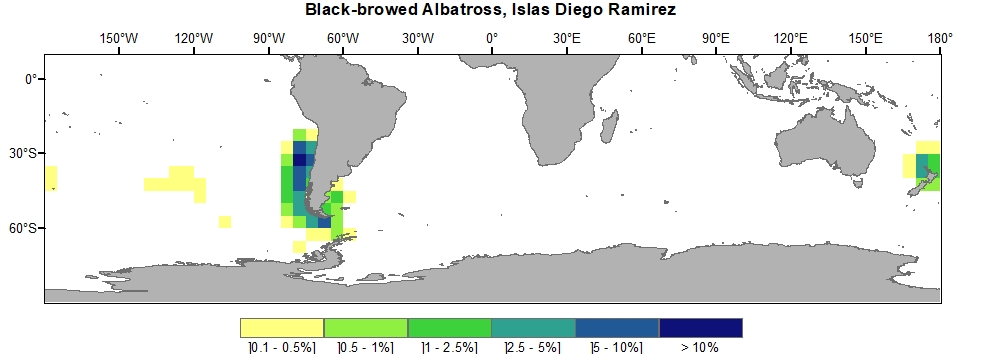 Black-browed Albatross, Islas Diego Ramirez
150°W 120°W 90°W 60°W 30°W 0° 30°E 60°E 90°E 120°E 150°E 180°
0°
30°S
60°S
]0.1 - 0.5%] ]0.5 - 1%] ]1 - 2.5%] ]2.5 - 5%] ]5 - 10%] > 10%